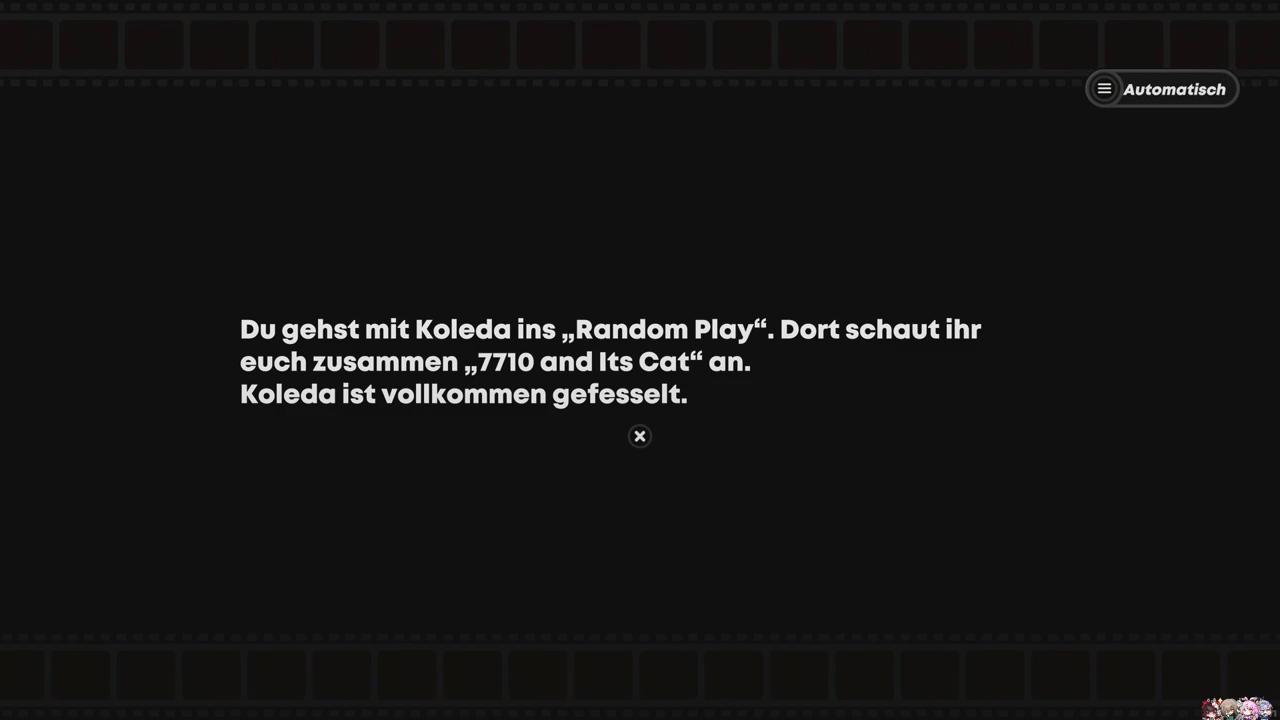 Automatisch
Du gehst mit Koleda ins „Random Play“. Dort schaut ihr
euch zusammen „7710 and Its Cat“ an.
Koleda ist vollkommen gefesselt.